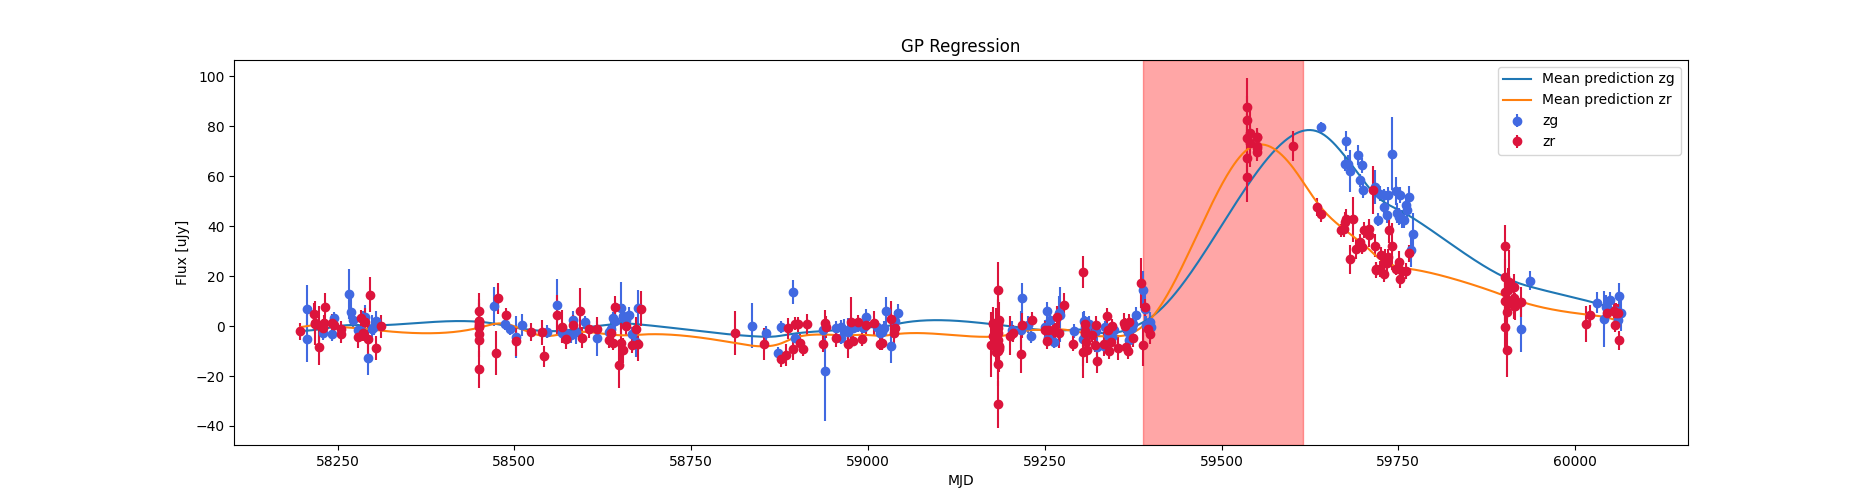 GP Regression
Flux [uJy]
100
80
60
40
20
0
−20
−40
58250
58500
58750
59000
59250
59500
59750
60000
MJD
Mean prediction zg
Mean prediction zr
zg
zr